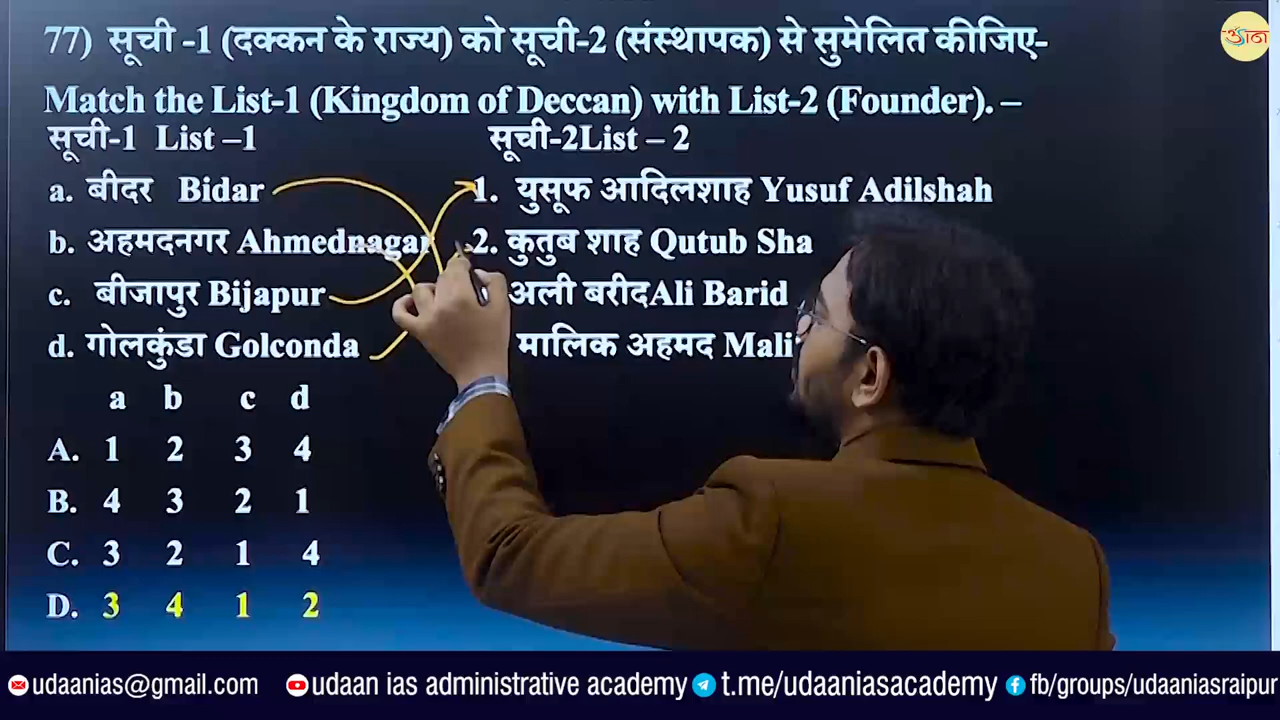 77) सूची -1 (दक्कन के राज्य) को सूची-2 (संस्थापक) से सुमेलित कीजिए-
Match the List-1 (Kingdom of Deccan) with List-2 (Founder). –
सूची-1 List –1 सूची-2List – 2
a. बीदर Bidar 1. युसूफ आदिलशाह Yusuf Adilshah
b. अहमदनगर Ahmednagar 2. कुतुब शाह Qutub Sha
c. बीजापुर Bijapur अली बरीदAli Barid
d. गोलकुंडा Golconda मालिक अहमद
a b c d
A. 1 2 3 4
B. 4 3 2 1
C. 3 2 1 4
D. 3 4 1 2
udaanias@gmail.com udaan ias administrative academy t.me/udaaniasacademy fb/groups/udaaniasraipur